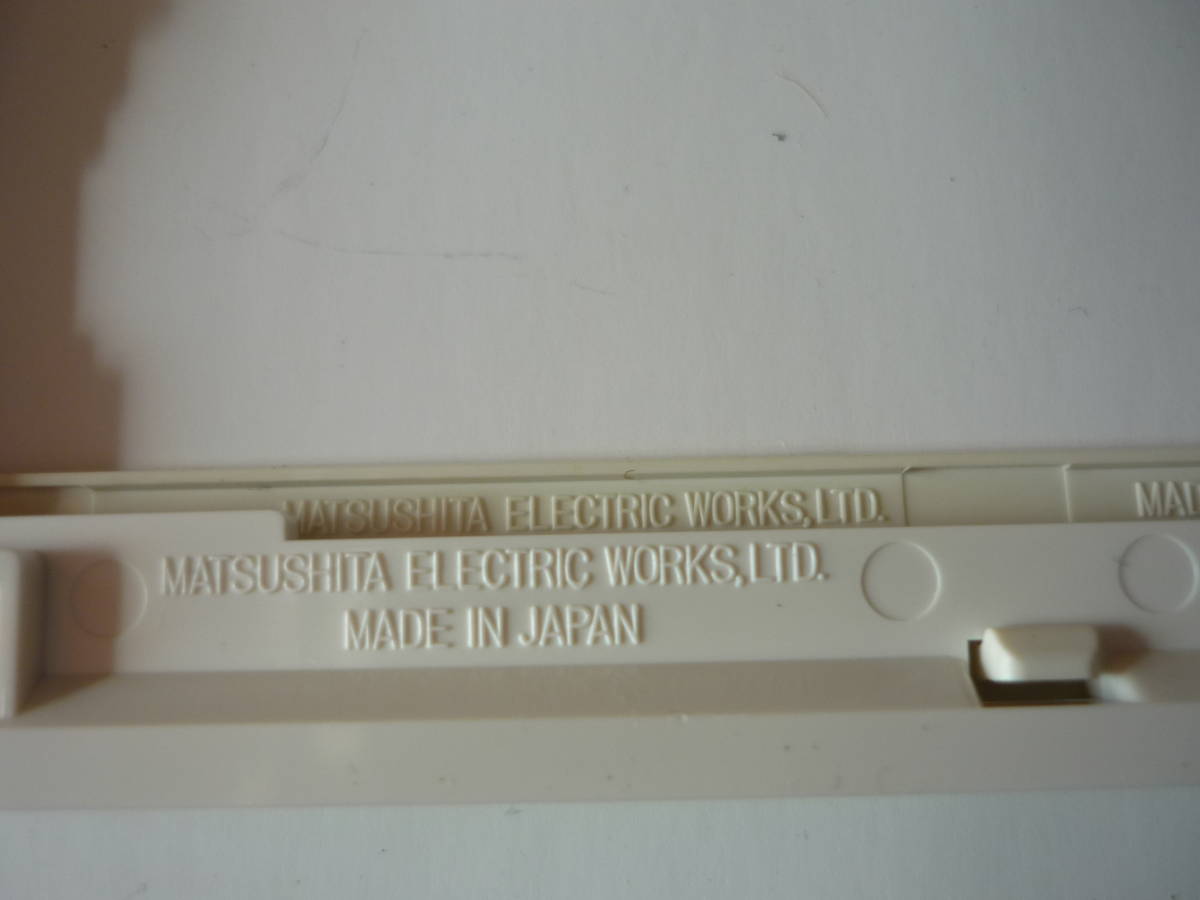 MATSUSHITA ELECTRIC WORKS,LTD.
MATSUSHITA ELECTRIC WORKS,LTD.
MADE IN JAPAN